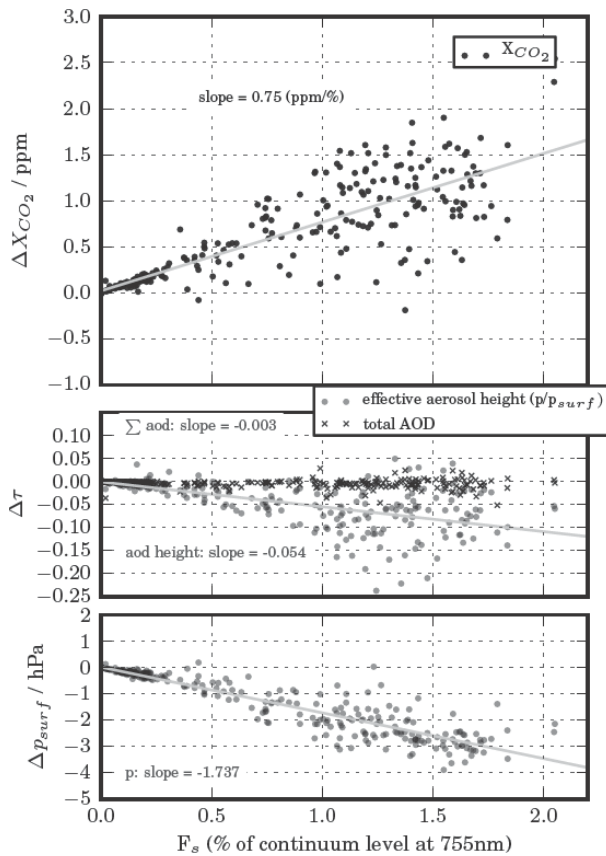 3.0
2.5
2.0
1.5
1.0
0.5
0.0
−0.5
−1.0
ΔX_{CO_2} / ppm
X_{CO_2}
slope = 0.75 (ppm/%)
effective aerosol height (p/p_{surf})
total AOD
∑ aod: slope = -0.003
0.10
0.05
0.00
−0.05
−0.10
−0.15
−0.20
−0.25
Δτ
aod height: slope = -0.054
2
1
0
−1
−2
−3
−4
−5
Δp_{surf} / hPa
p: slope = -1.737
0.0 0.5 1.0 1.5 2.0
F_s (% of continuum level at 755nm)